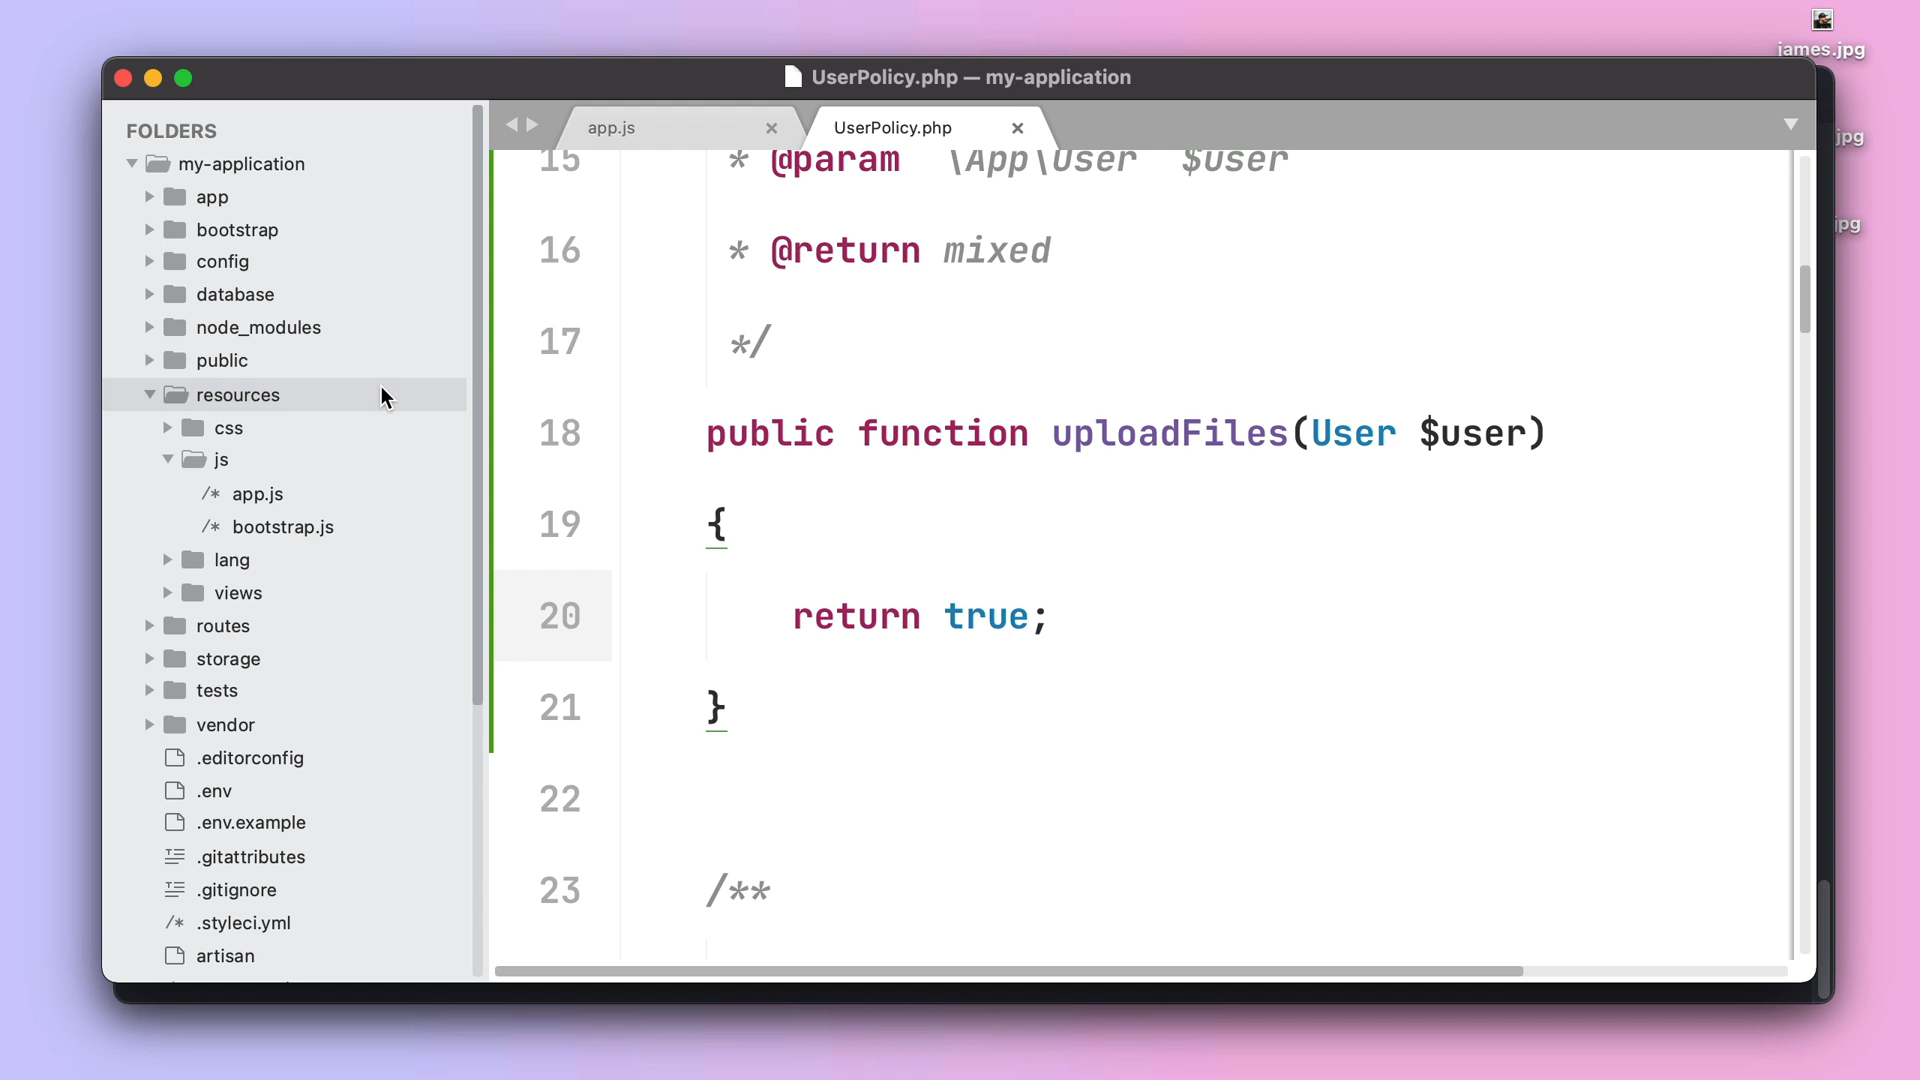 james.jpg
UserPolicy.php — my-application
FOLDERS
my-application
app
bootstrap
config
database
node_modules
public
resources
css
js
/* app.js
/* bootstrap.js
lang
views
routes
storage
tests
vendor
.editorconfig
.env
.env.example
.gitattributes
.gitignore
/* .styleci.yml
artisan
app.js
UserPolicy.php
15 * @param \App\User $user
16 * @return mixed
17 */
18 public function uploadFiles(User $user)
19 {
20 return true;
21 }
22
23 /**
jpg
jpg